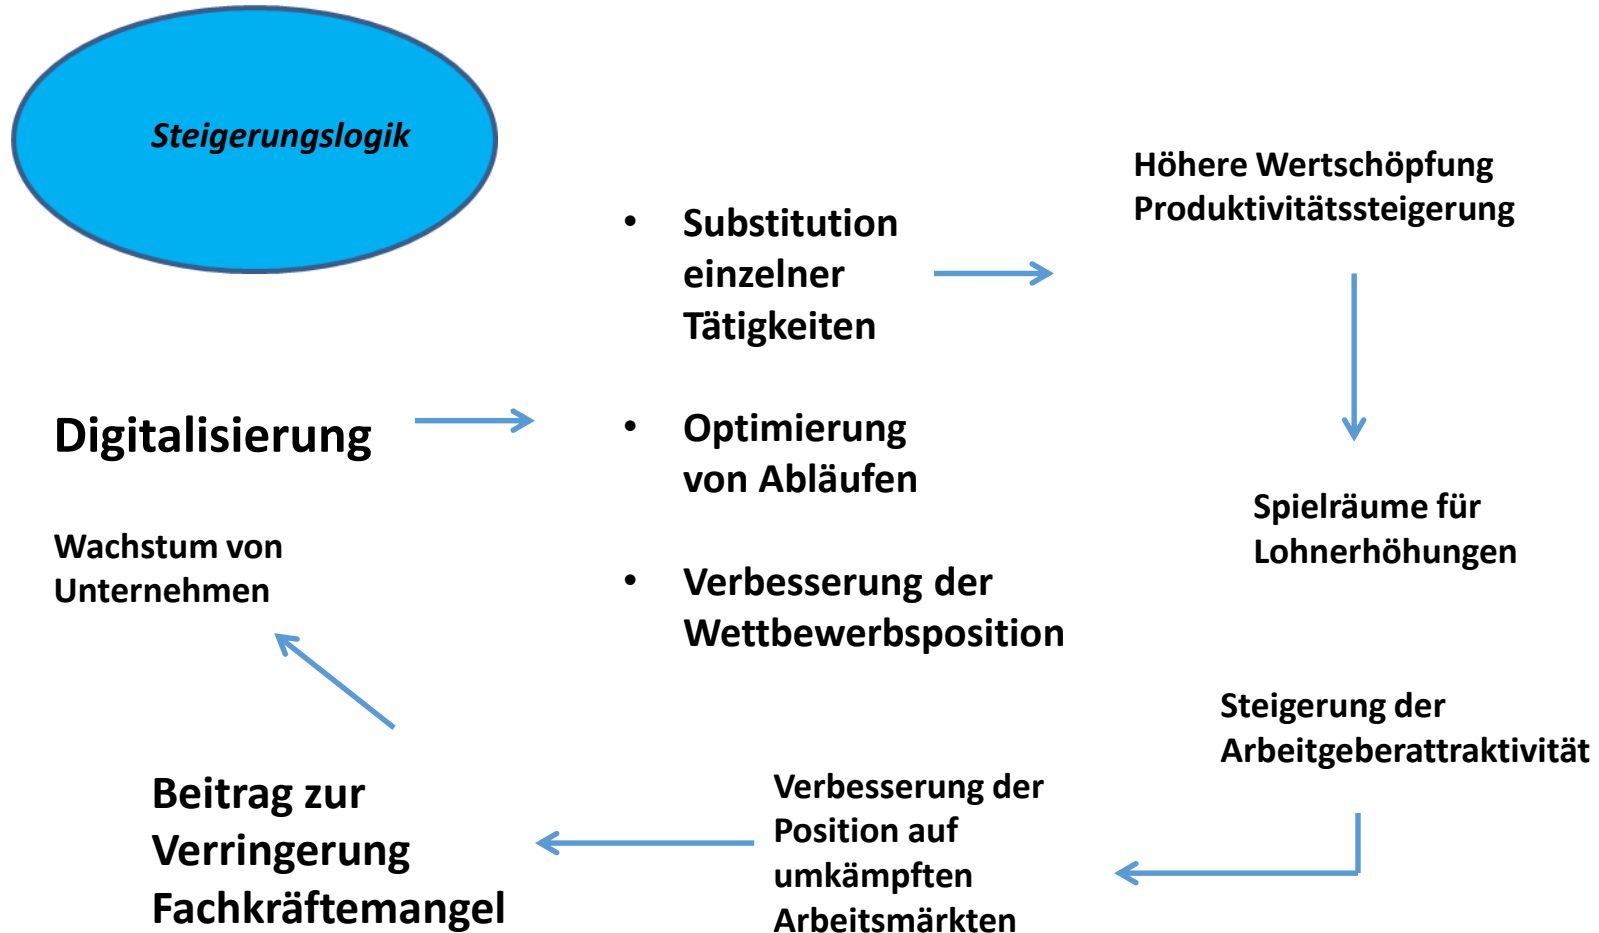 Steigerungslogik
Höhere Wertschöpfung
Produktivitätssteigerung
• Substitution
einzelner
Tätigkeiten
Digitalisierung
• Optimierung
von Abläufen
Spielräume für
Lohnerhöhungen
Wachstum von
Unternehmen
• Verbesserung der
Wettbewerbsposition
Steigerung der
Arbeitgeberattraktivität
Verbesserung der
Position auf
umkämpften
Arbeitsmärkten
Beitrag zur
Verringerung
Fachkräftemangel